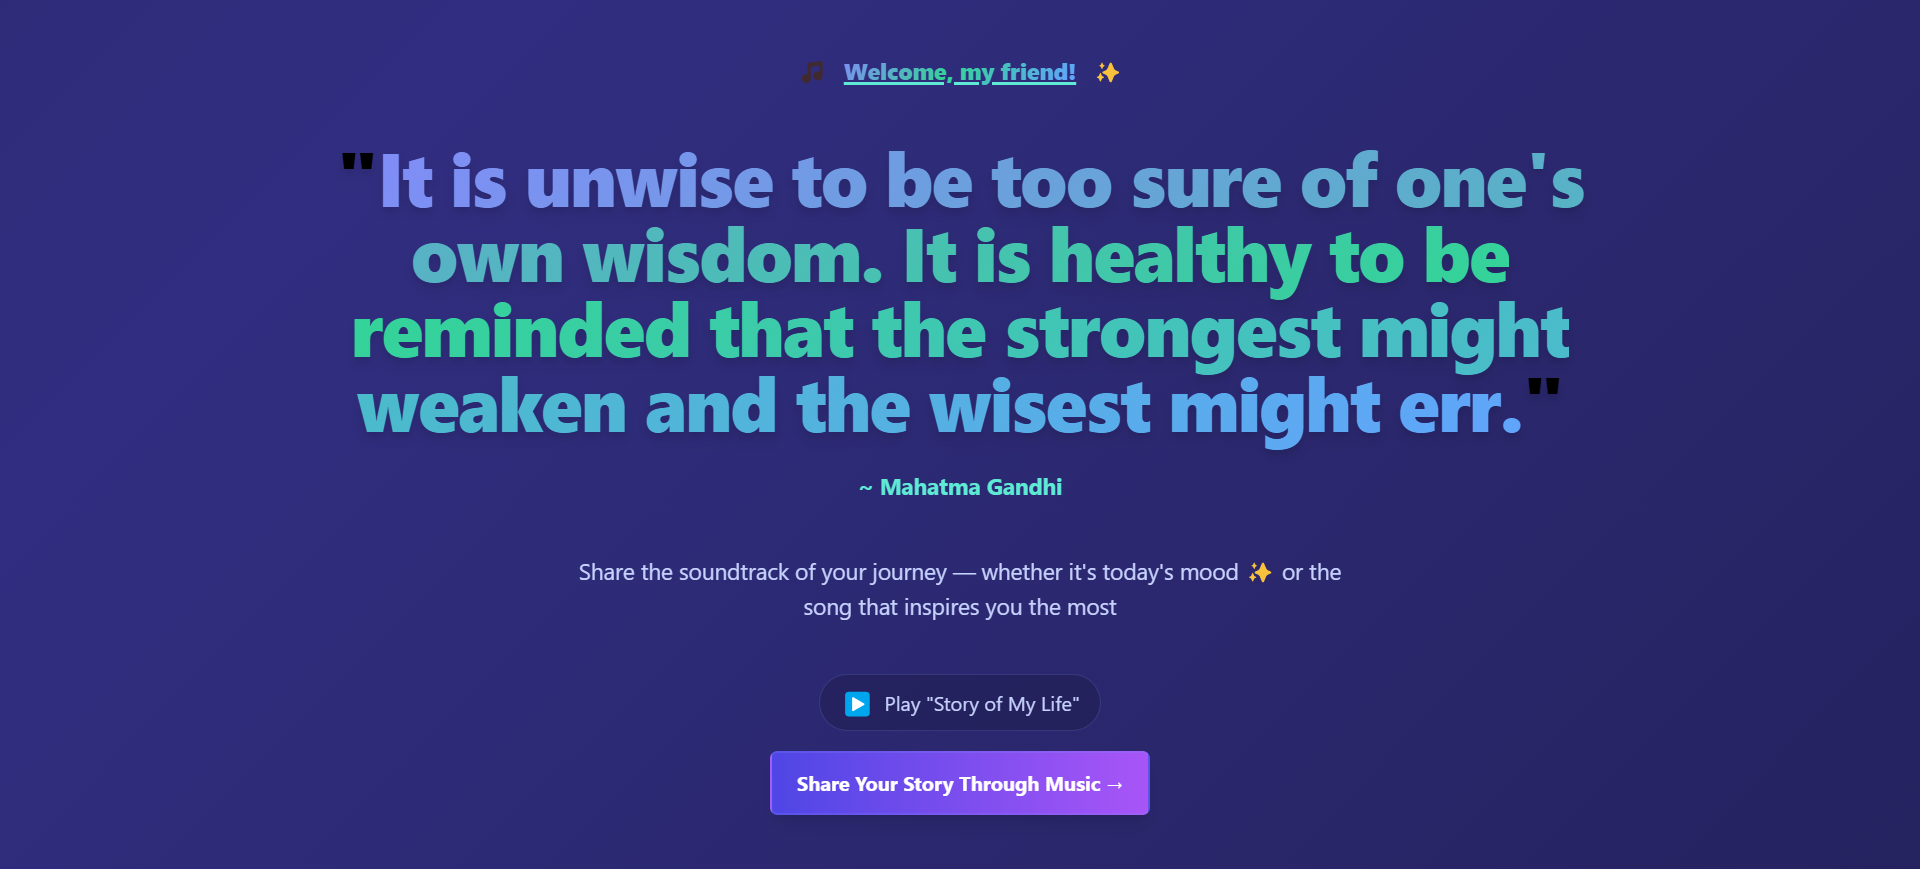 🎵 Welcome, my friend! ✨
"It is unwise to be too sure of one's
own wisdom. It is healthy to be
reminded that the strongest might
weaken and the wisest might err."
~ Mahatma Gandhi
Share the soundtrack of your journey — whether it's today's mood ✨ or the
song that inspires you the most
▶️ Play "Story of My Life"
Share Your Story Through Music →